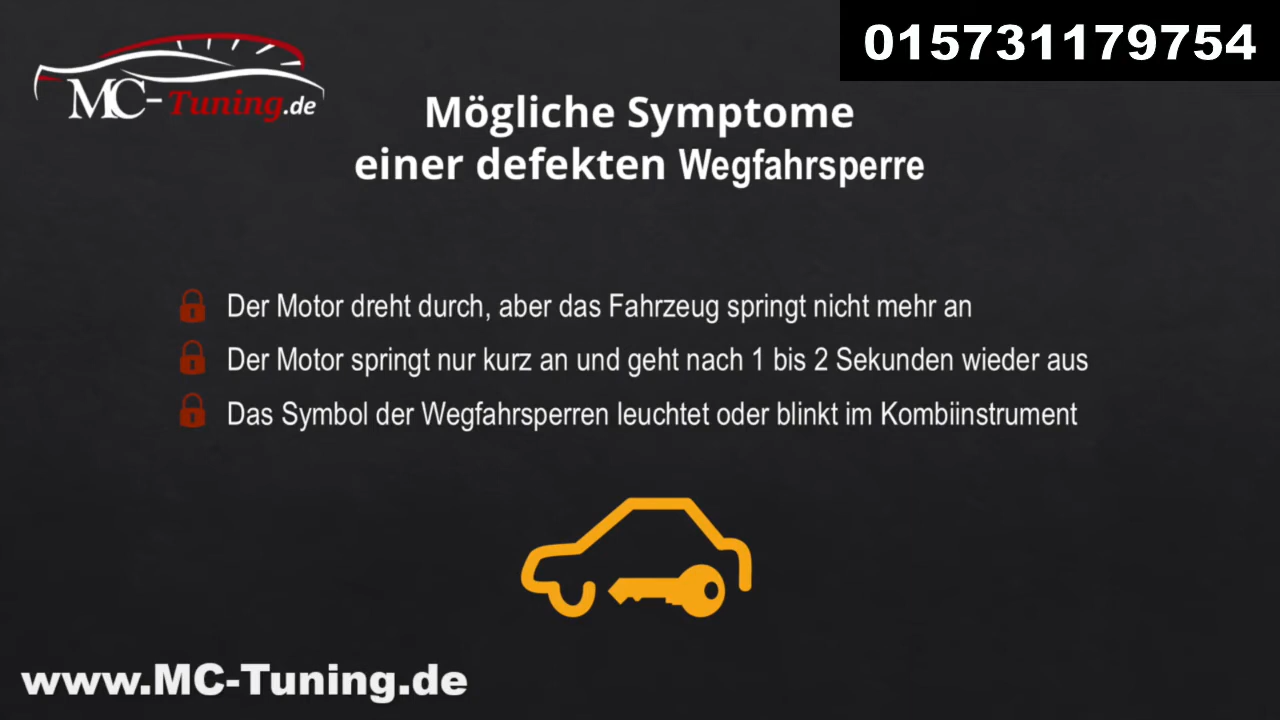 MC-Tuning.de
015731179754
Mögliche Symptome
einer defekten Wegfahrsperre
Der Motor dreht durch, aber das Fahrzeug springt nicht mehr an
Der Motor springt nur kurz an und geht nach 1 bis 2 Sekunden wieder aus
Das Symbol der Wegfahrsperren leuchtet oder blinkt im Kombiinstrument
www.MC-Tuning.de